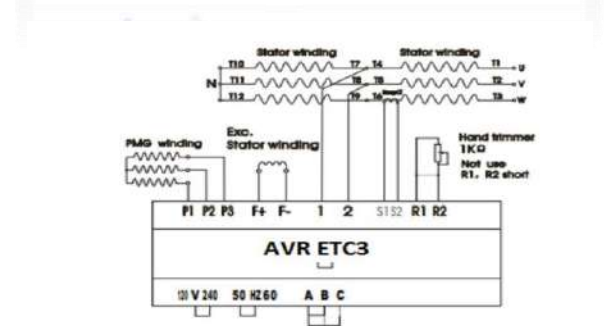 Stator winding Stator winding
T10 T7 T4 T1 U
N T11 T8 T5 T2 V
T12 T9 T6 T3 W
Exc.
Stator winding
PMG winding
Hand trimmer
1KΩ
Not use
R1, R2 short
P1 P2 P3 F+ F- 1 2 S1 S2 R1 R2
AVR ETC3
120 V 240 50 HZ 60 A B C